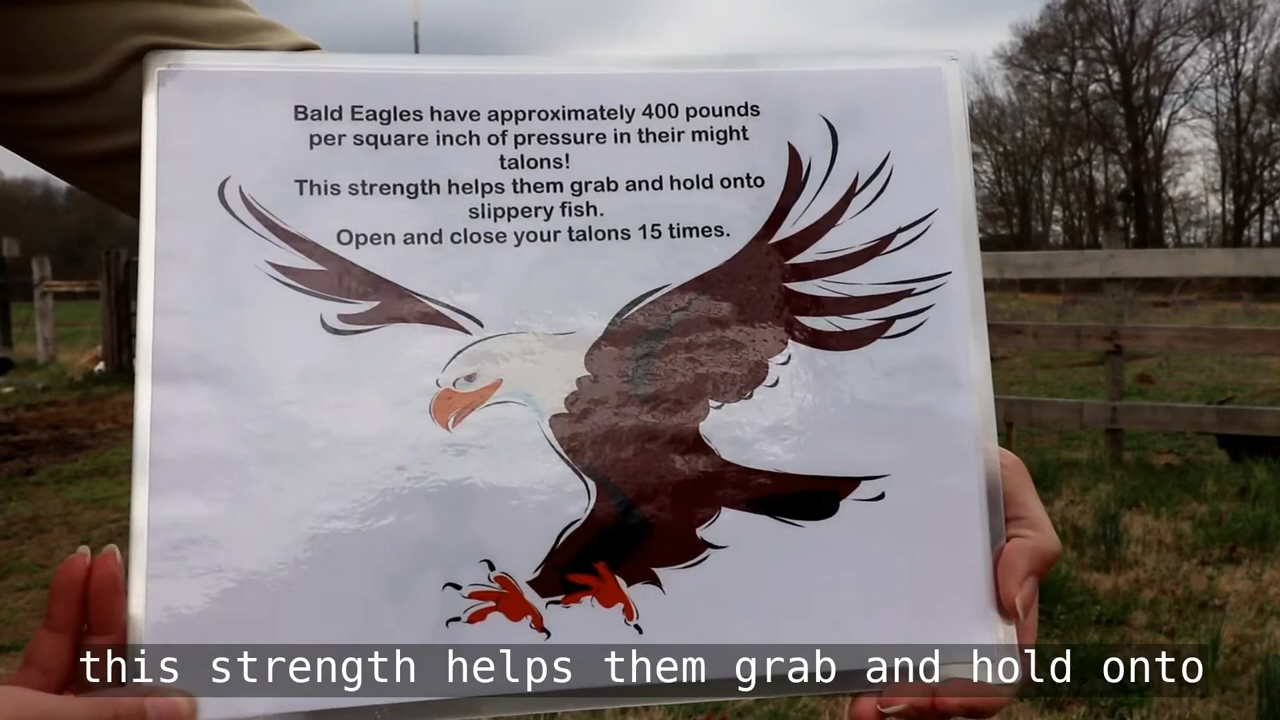 Bald Eagles have approximately 400 pounds
per square inch of pressure in their might
talons!
This strength helps them grab and hold onto
slippery fish.
Open and close your talons 15 times.
this strength helps them grab and hold onto